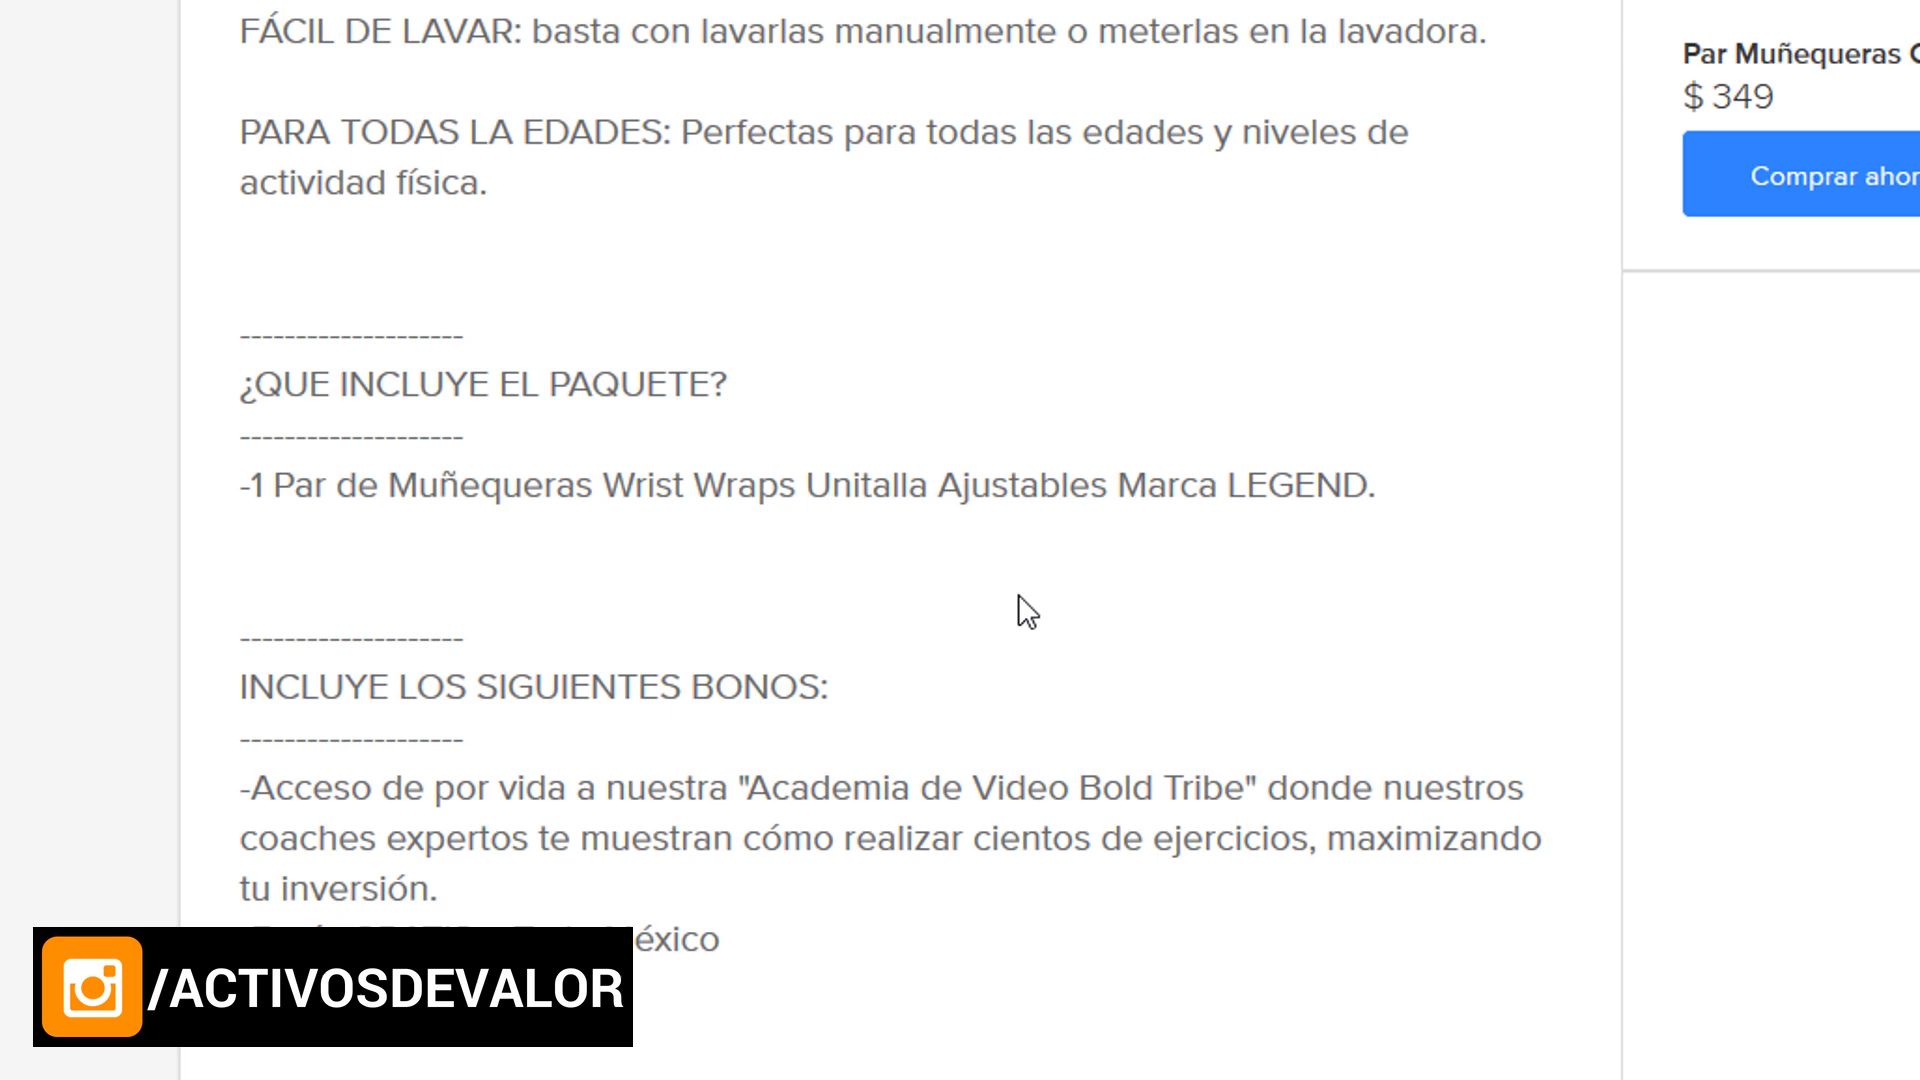 FÁCIL DE LAVAR: basta con lavarlas manualmente o meterlas en la lavadora.
PARA TODAS LA EDADES: Perfectas para todas las edades y niveles de
actividad física.
--------------------
¿QUE INCLUYE EL PAQUETE?
--------------------
-1 Par de Muñequeras Wrist Wraps Unitalla Ajustables Marca LEGEND.
--------------------
INCLUYE LOS SIGUIENTES BONOS:
--------------------
-Acceso de por vida a nuestra "Academia de Video Bold Tribe" donde nuestros
coaches expertos te muestran cómo realizar cientos de ejercicios, maximizando
tu inversión.
éxico
/ACTIVOSDEVALOR
Par Muñequeras
$ 349
Comprar ahor